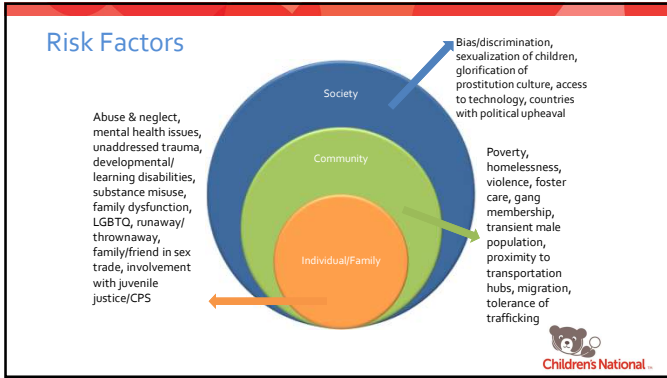 Risk Factors
Bias/discrimination,
sexualization of children,
glorification of
prostitution culture, access
to technology, countries
with political upheaval
Society
Abuse & neglect,
mental health issues,
unaddressed trauma,
developmental/
learning disabilities,
substance misuse,
family dysfunction,
LGBTQ, runaway/
thrownaway,
family/friend in sex
trade, involvement
with juvenile
justice/CPS
Community
Poverty,
homelessness,
violence, foster
care, gang
membership,
transient male
population,
proximity to
transportation
hubs, migration,
tolerance of
trafficking
Individual/Family
Children's National